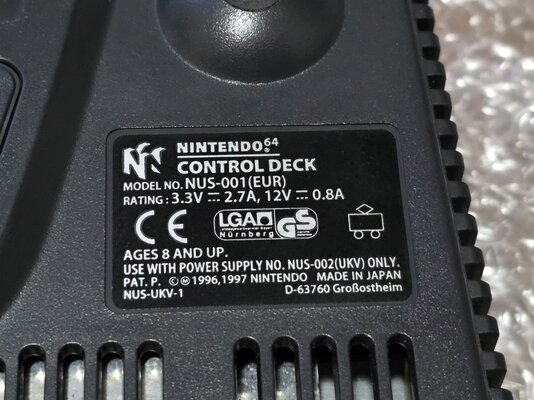 NINTENDO64
®
CONTROL DECK
MODEL NO. NUS-001(EUR)
RATING : 3.3V ⎓ 2.7A, 12V ⎓ 0.8A
CE LGA Nürnberg GS
AGES 8 AND UP.
USE WITH POWER SUPPLY NO. NUS-002(UKV) ONLY.
PAT. P. ©Ⓜ1996,1997 NINTENDO MADE IN JAPAN
NUS-UKV-1 D-63760 Großostheim